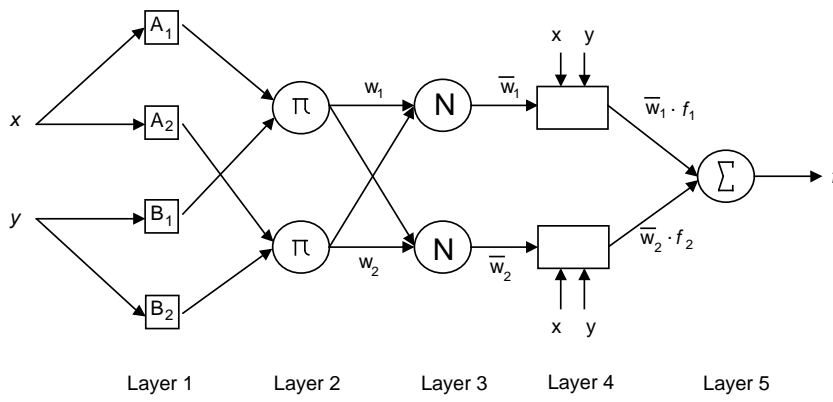 x y
A₁
w₁ w̅₁
π N
w̅₁ · f₁
x
A₂
Σ
B₁
y
π N
w₂ w̅₂
w̅₂ · f₂
B₂
x y
Layer 1 Layer 2 Layer 3 Layer 4 Layer 5